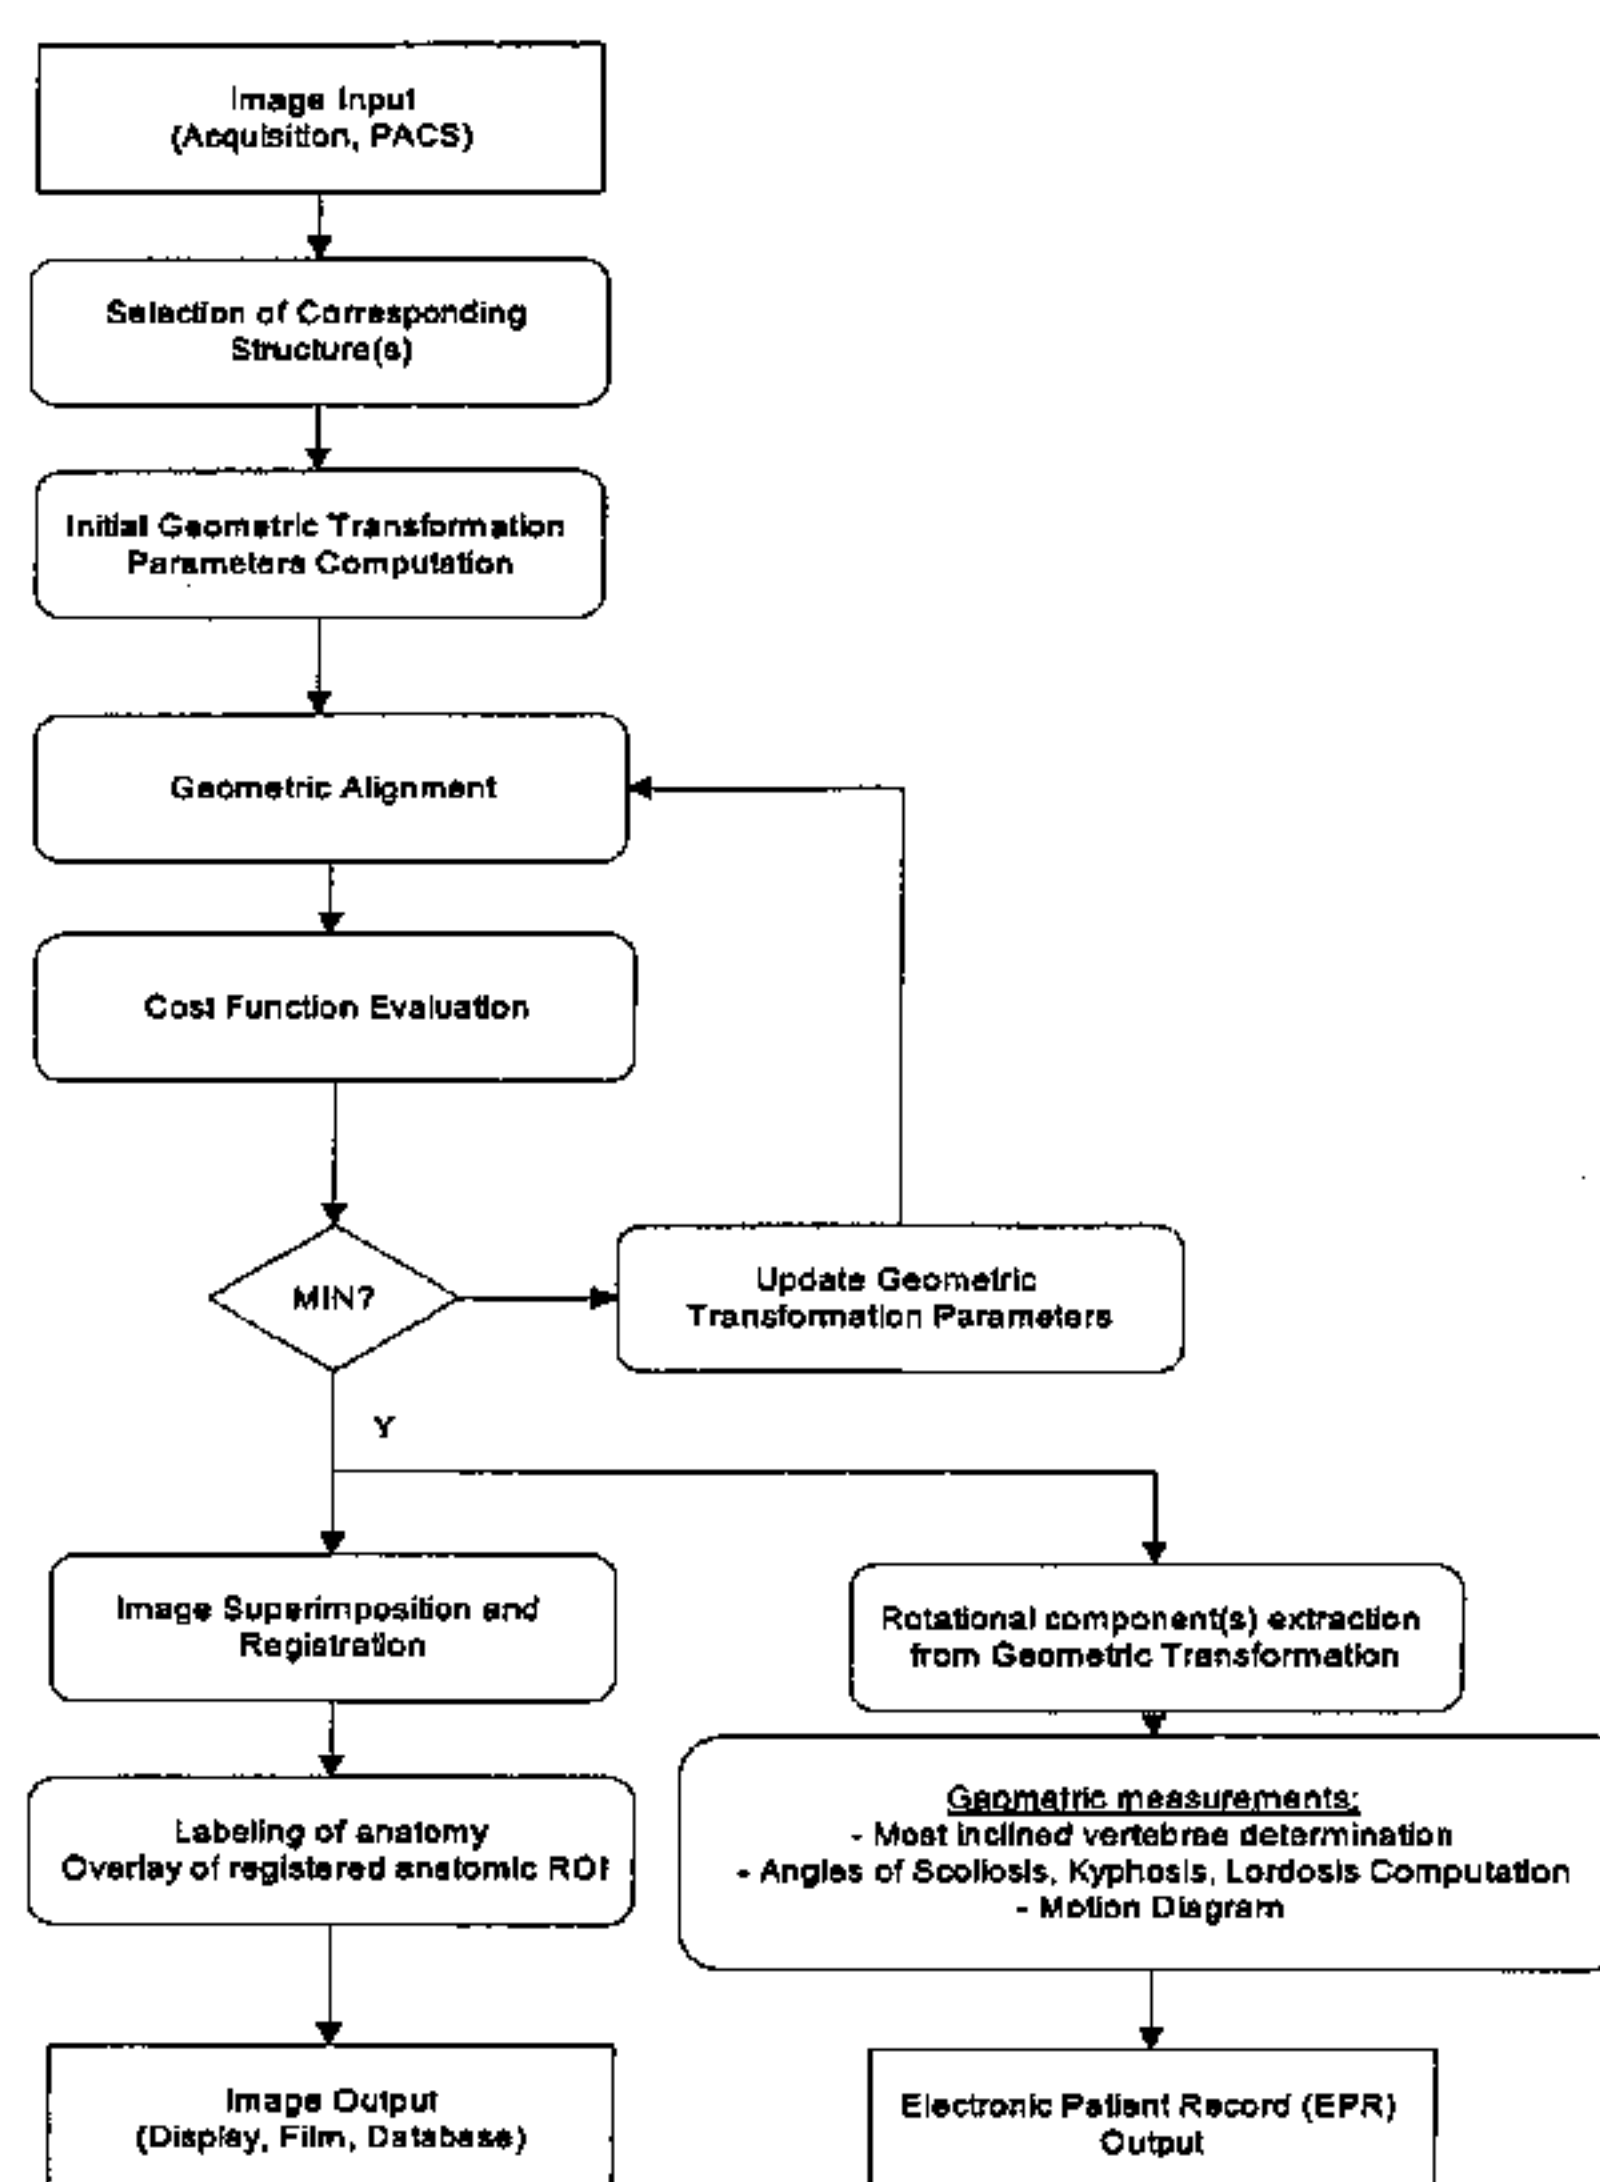 Image Input
(Acquisition, PACS)
Selection of Corresponding
Structure(s)
Initial Geometric Transformation
Parameters Computation
Geometric Alignment
Cost Function Evaluation
MIN?
Update Geometric
Transformation Parameters
Y
Image Superimposition and
Registration
Rotational component(s) extraction
from Geometric Transformation
Labeling of anatomy
Overlay of registered anatomic ROI
Geometric measurements:
- Most inclined vertebrae determination
- Angles of Scoliosis, Kyphosis, Lordosis Computation
- Motion Diagram
Image Output
(Display, Film, Database)
Electronic Patient Record (EPR)
Output